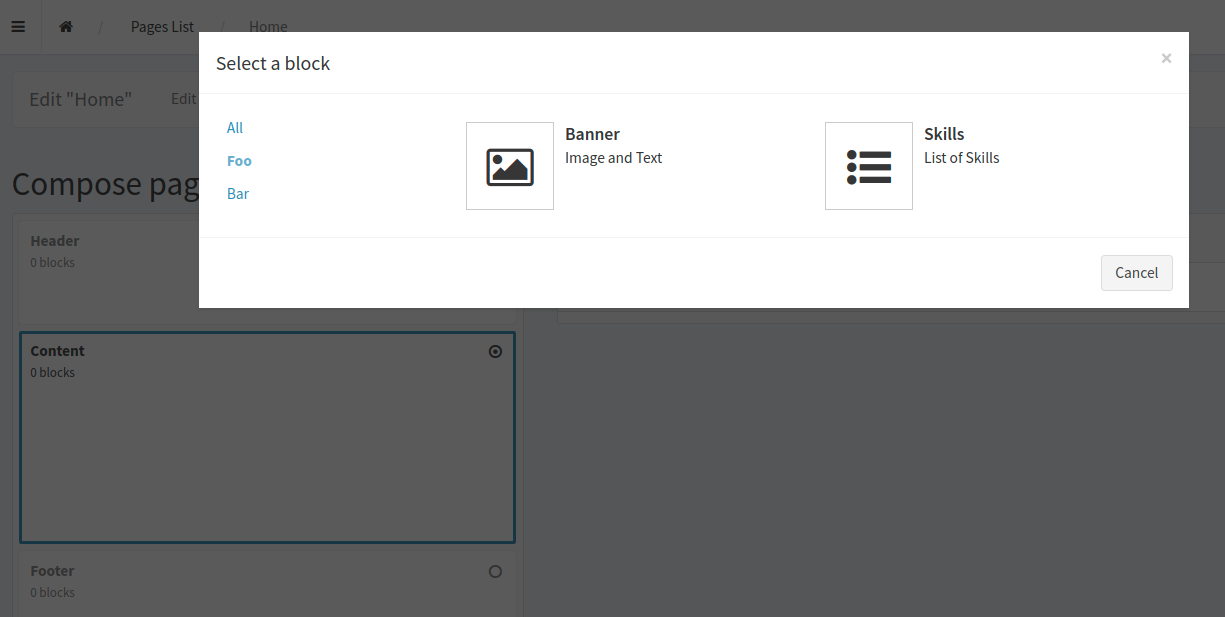 / Pages List / Home
Select a block
×
Edit "Home" Edit
All
Foo
Bar
Banner
Image and Text
Skills
List of Skills
Compose pag
Header
0 blocks
Cancel
Content
0 blocks
Footer
0 blocks